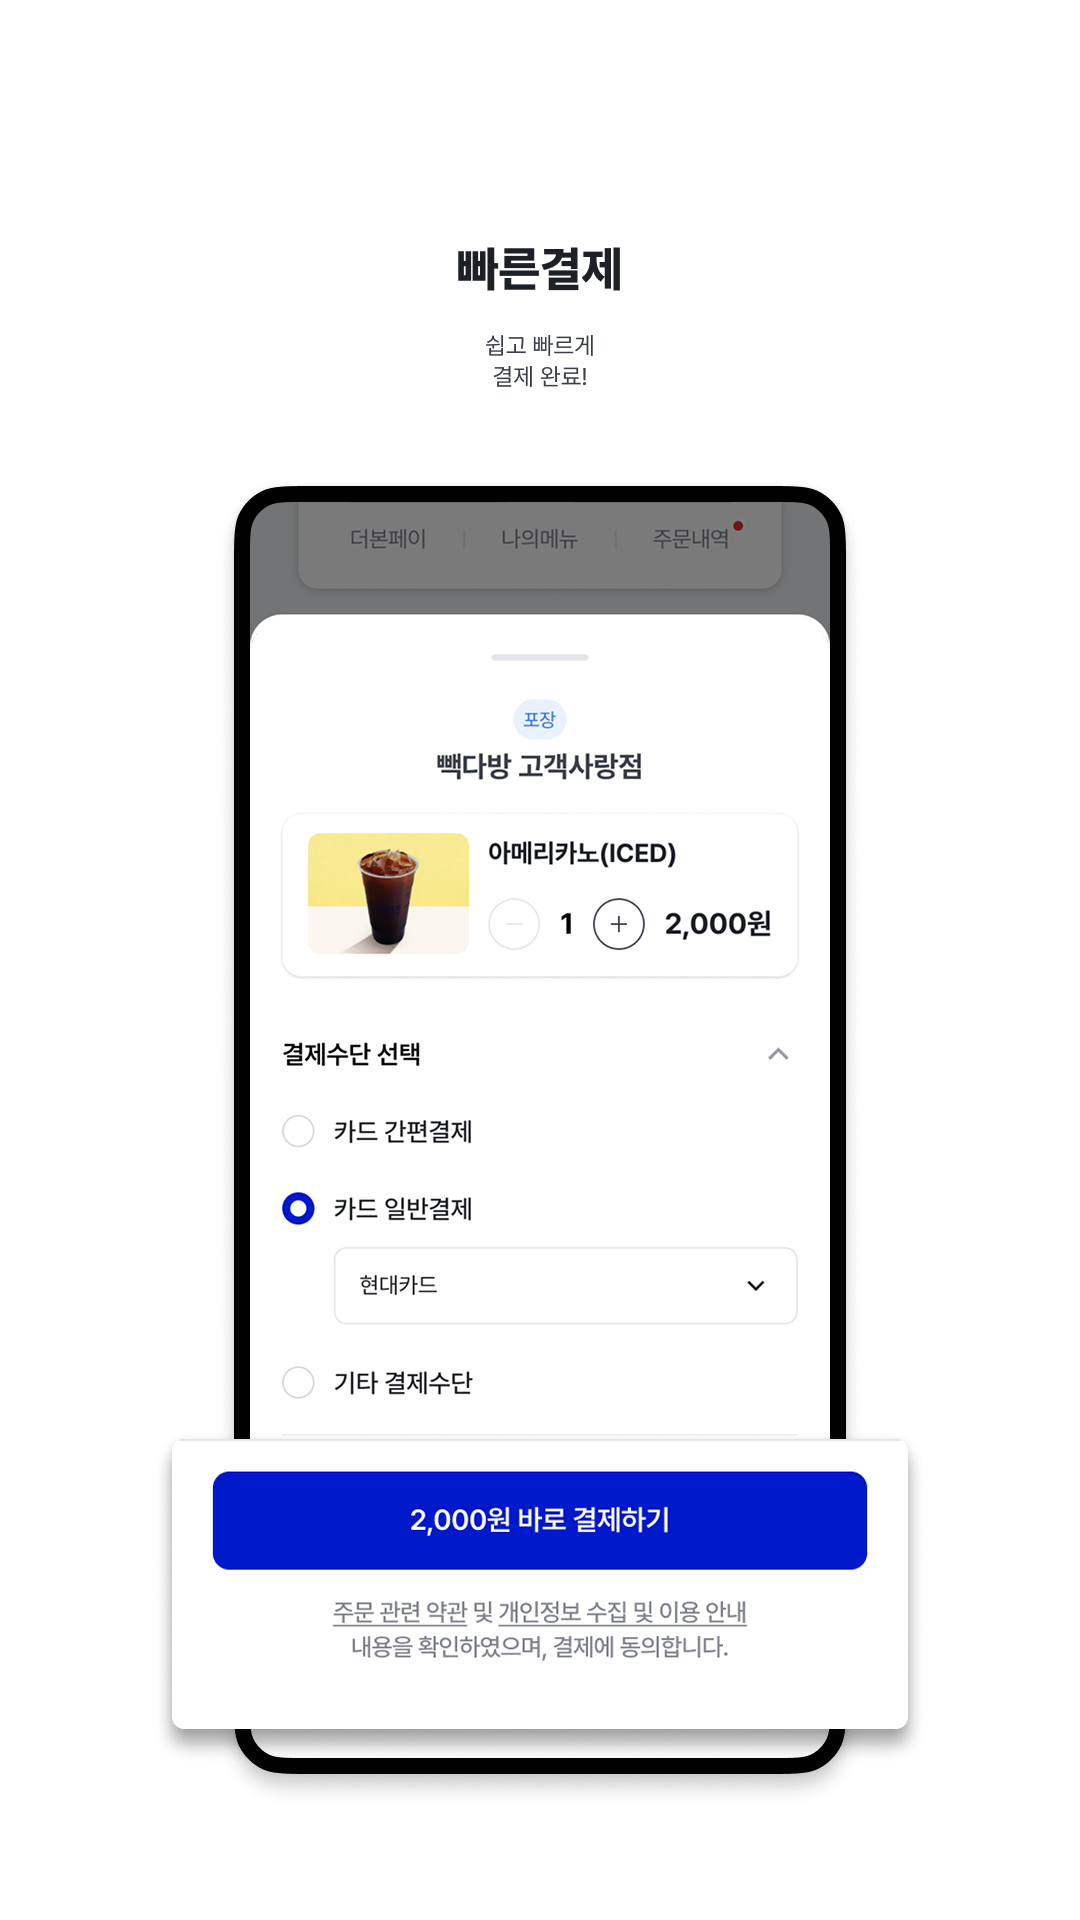 빠른결제
쉽고 빠르게
결제 완료!
더본페이 | 나의메뉴 | 주문내역
포장
빽다방 고객사랑점
아메리카노(ICED)
1 2,000원
결제수단 선택
카드 간편결제
카드 일반결제
현대카드
기타 결제수단
2,000원 바로 결제하기
주문 관련 약관 및 개인정보 수집 및 이용 안내
내용을 확인하였으며, 결제에 동의합니다.